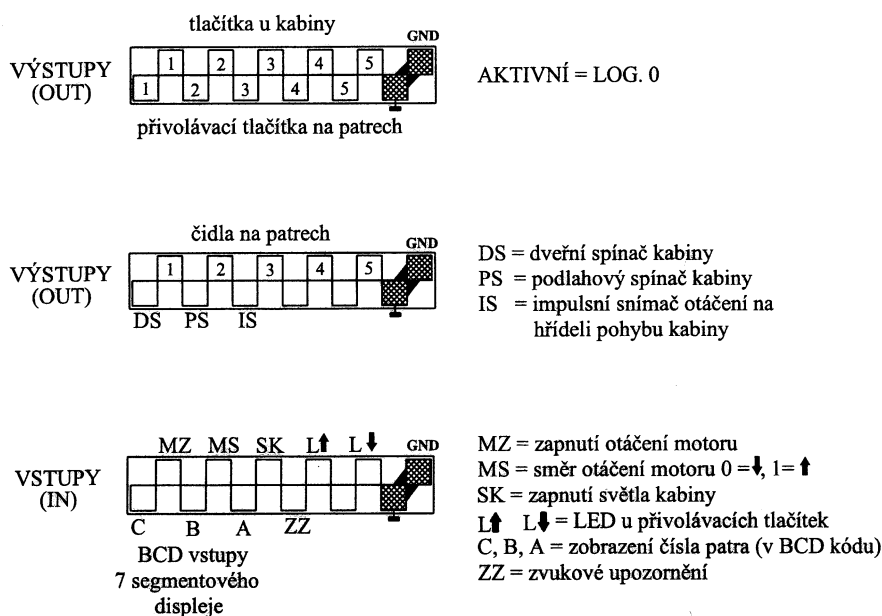 tlačítka u kabiny
GND
VÝSTUPY
(OUT)
1 2 3 4 5
1 2 3 4 5
přivolávací tlačítka na patrech
AKTIVNÍ = LOG. 0
čidla na patrech
GND
VÝSTUPY
(OUT)
1 2 3 4 5
DS PS IS
DS = dveřní spínač kabiny
PS = podlahový spínač kabiny
IS = impulsní snímač otáčení na
hřídeli pohybu kabiny
MZ MS SK L⬆ L⬇
GND
VSTUPY
(IN)
C B A ZZ
BCD vstupy
7 segmentového
displeje
MZ = zapnutí otáčení motoru
MS = směr otáčení motoru 0 =⬇, 1= ⬆
SK = zapnutí světla kabiny
L⬆ L⬇ = LED u přivolávacích tlačítek
C, B, A = zobrazení čísla patra (v BCD kódu)
ZZ = zvukové upozornění